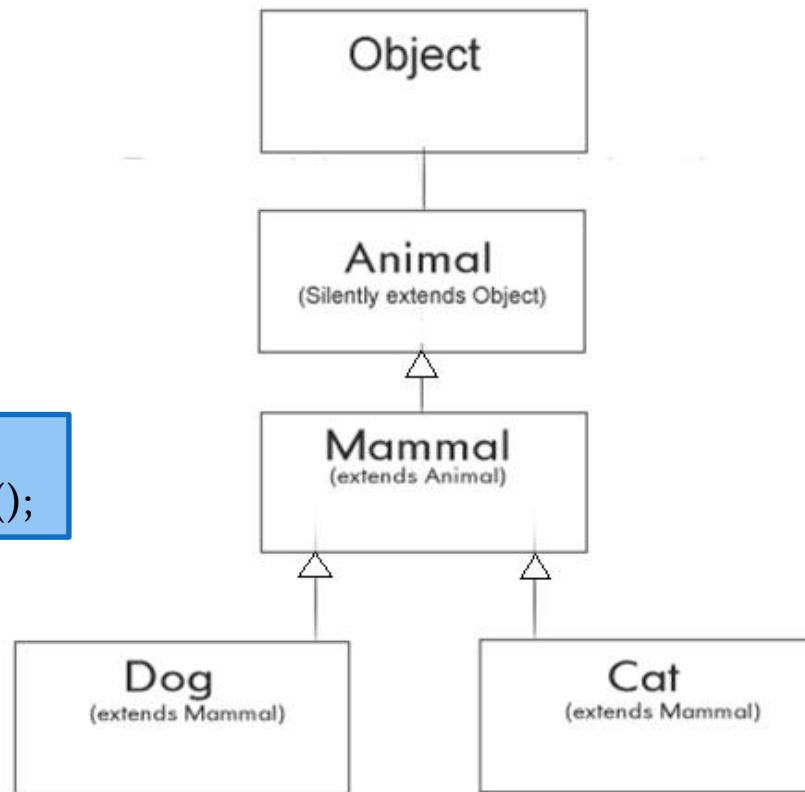 Object
Animal
(Silently extends Object)
Mammal
(extends Animal)
();
Dog
(extends Mammal)
Cat
(extends Mammal)